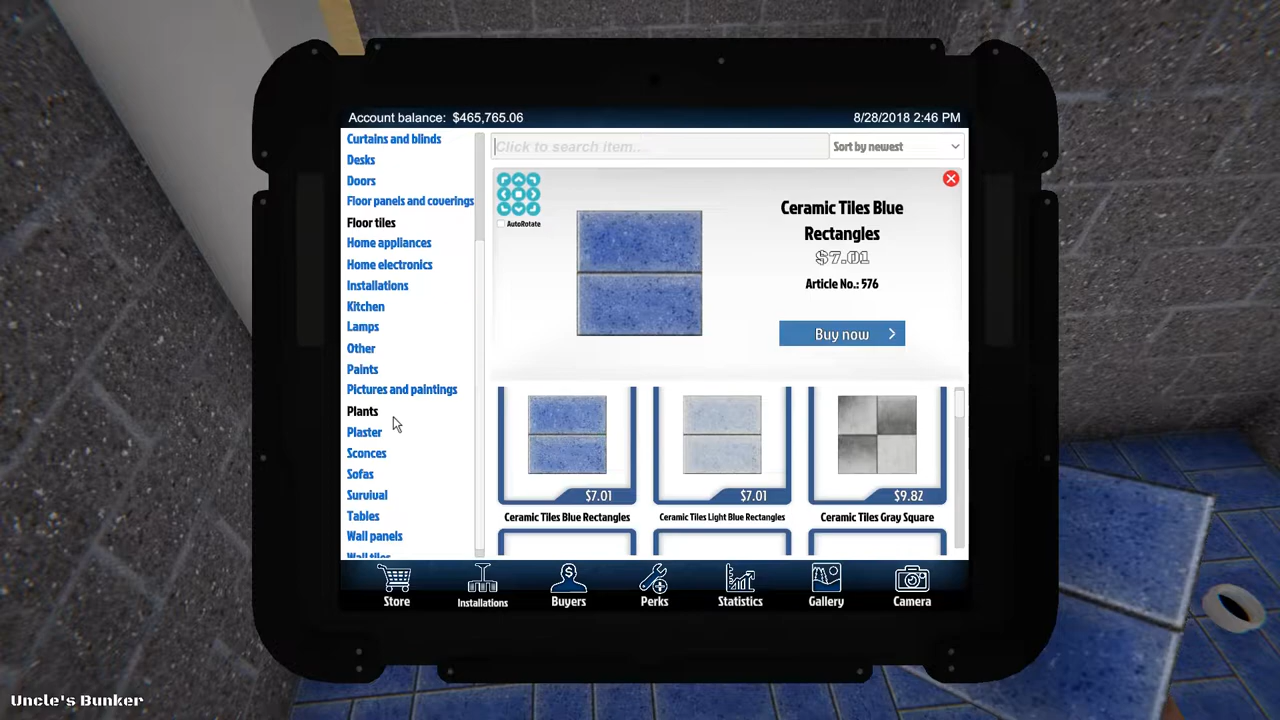 Account balance: $465,765.06
8/28/2018 2:46 PM
Curtains and blinds
Desks
Doors
Floor panels and coverings
Floor tiles
Home appliances
Home electronics
Installations
Kitchen
Lamps
Other
Paints
Pictures and paintings
Plants
Plaster
Sconces
Sofas
Survival
Tables
Wall panels
Wall tiles
Click to search item...
Sort by newest
AutoRotate
Ceramic Tiles Blue
Rectangles
$7.01
Article No.: 576
Buy now
$7.01
$7.01
$9.82
Ceramic Tiles Blue Rectangles
Ceramic Tiles Light Blue Rectangles
Ceramic Tiles Gray Square
Store
Installations
Buyers
Perks
Statistics
Gallery
Camera
Uncle's Bunker